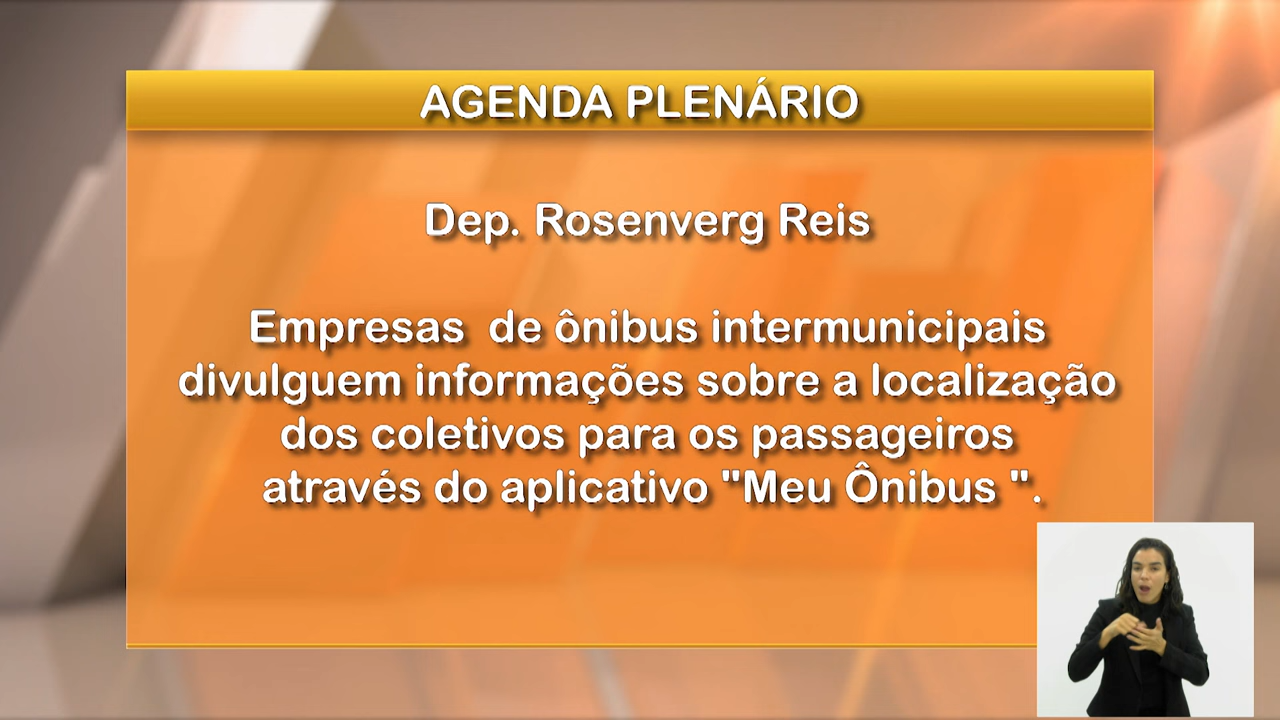 AGENDA PLENÁRIO
Dep. Rosenverg Reis
Empresas  de ônibus intermunicipais
divulguem informações sobre a localização
dos coletivos para os passageiros
através do aplicativo "Meu Ônibus ".